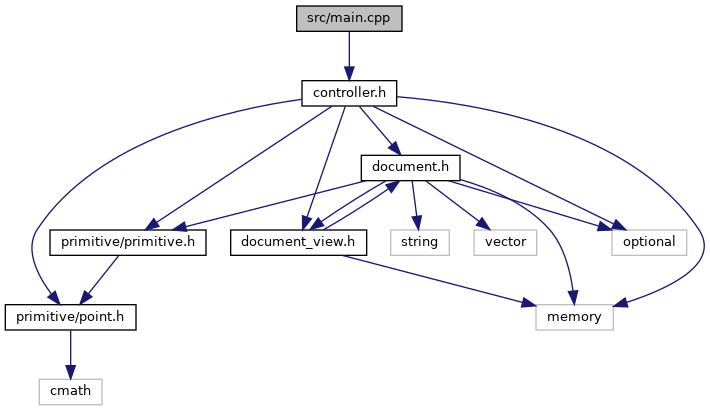 src/main.cpp
controller.h
document.h
primitive/primitive.h
document_view.h
string
vector
optional
primitive/point.h
memory
cmath